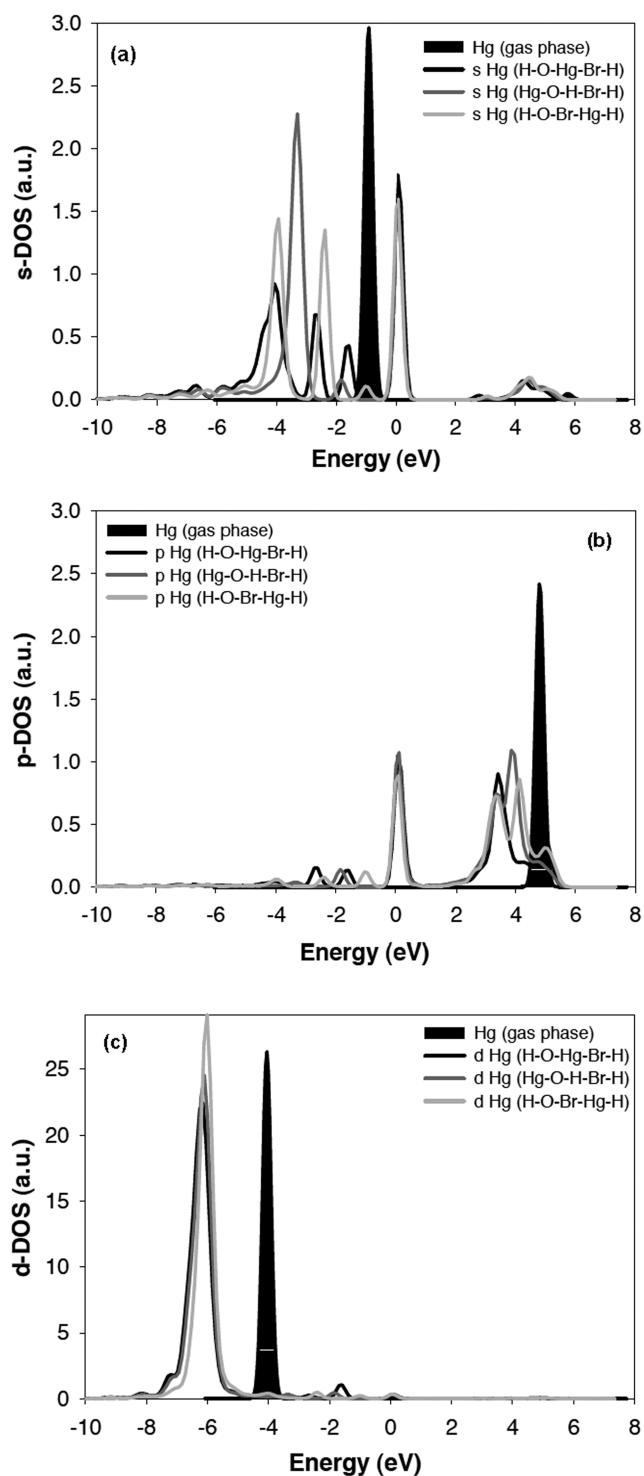 (a)
Hg (gas phase)
s Hg (H-O-Hg-Br-H)
s Hg (Hg-O-H-Br-H)
s Hg (H-O-Br-Hg-H)
s-DOS (a.u.)
3.0
2.5
2.0
1.5
1.0
0.5
0.0
-10 -8 -6 -4 -2 0 2 4 6 8
Energy (eV)
(b)
Hg (gas phase)
p Hg (H-O-Hg-Br-H)
p Hg (Hg-O-H-Br-H)
p Hg (H-O-Br-Hg-H)
p-DOS (a.u.)
3.0
2.5
2.0
1.5
1.0
0.5
0.0
-10 -8 -6 -4 -2 0 2 4 6 8
Energy (eV)
(c)
Hg (gas phase)
d Hg (H-O-Hg-Br-H)
d Hg (Hg-O-H-Br-H)
d Hg (H-O-Br-Hg-H)
d-DOS (a.u.)
25
20
15
10
5
0
-10 -8 -6 -4 -2 0 2 4 6 8
Energy (eV)